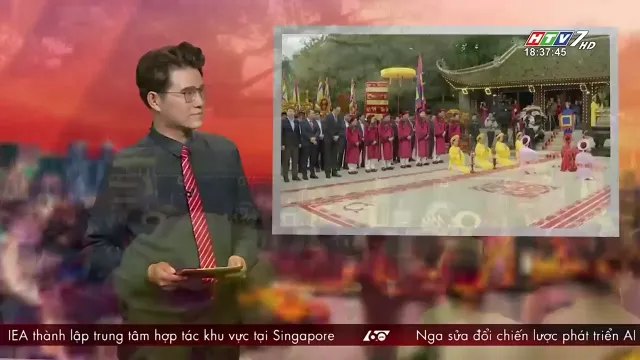 HTV7 HD
18:37:45
IEA thành lập trung tâm hợp tác khu vực tại Singapore
60
Nga sửa đổi chiến lược phát triển AI